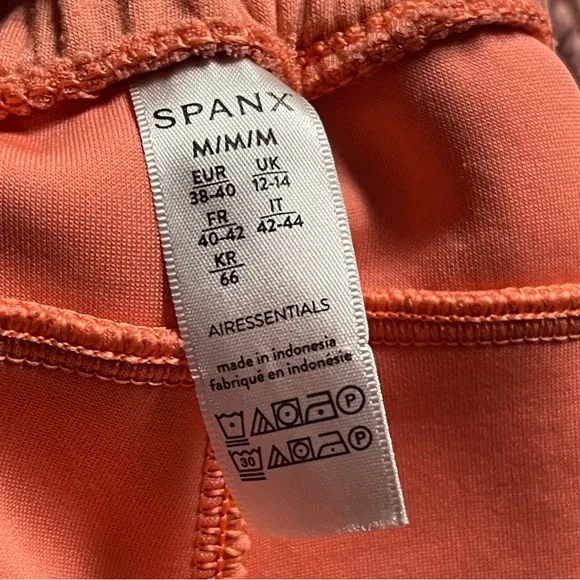 SPANX
M/M/M
EUR UK
38-40 12-14
FR IT
40-42 42-44
KR
66
AIRESSENTIALS
made in indonesia
fabriqué en indonésie
P
30 P